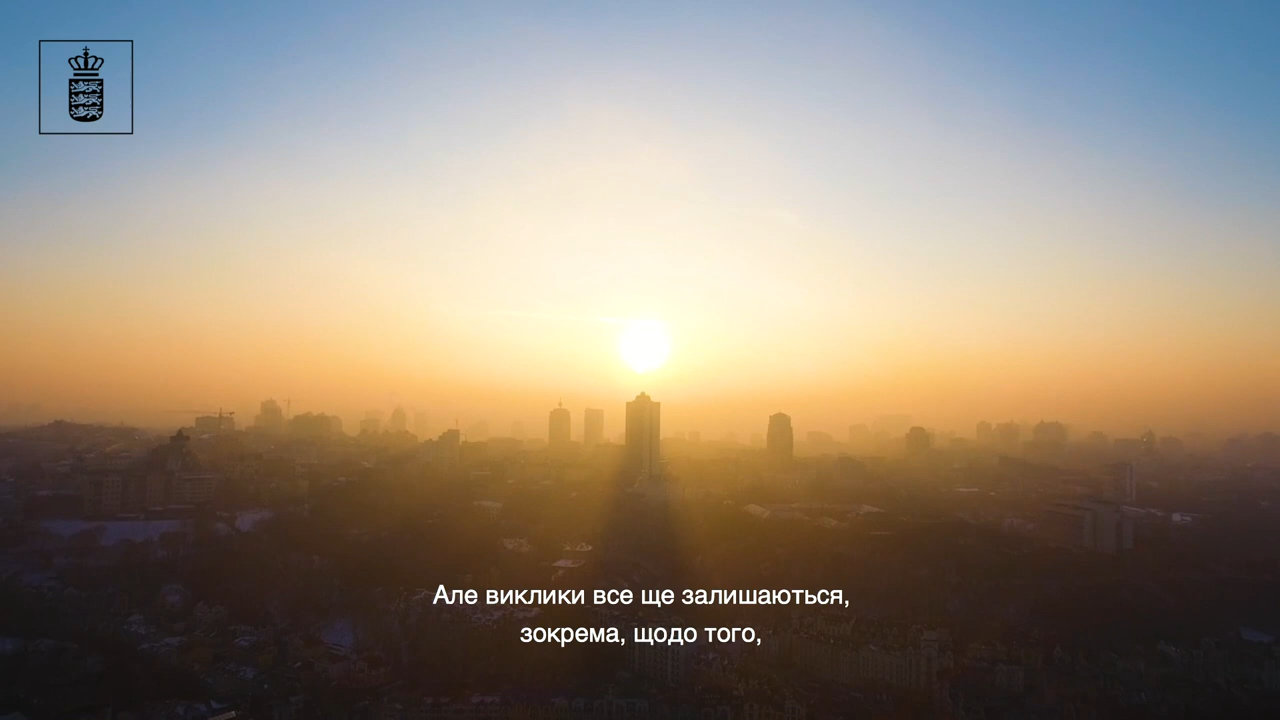 Але виклики все ще залишаються,
зокрема, щодо того,